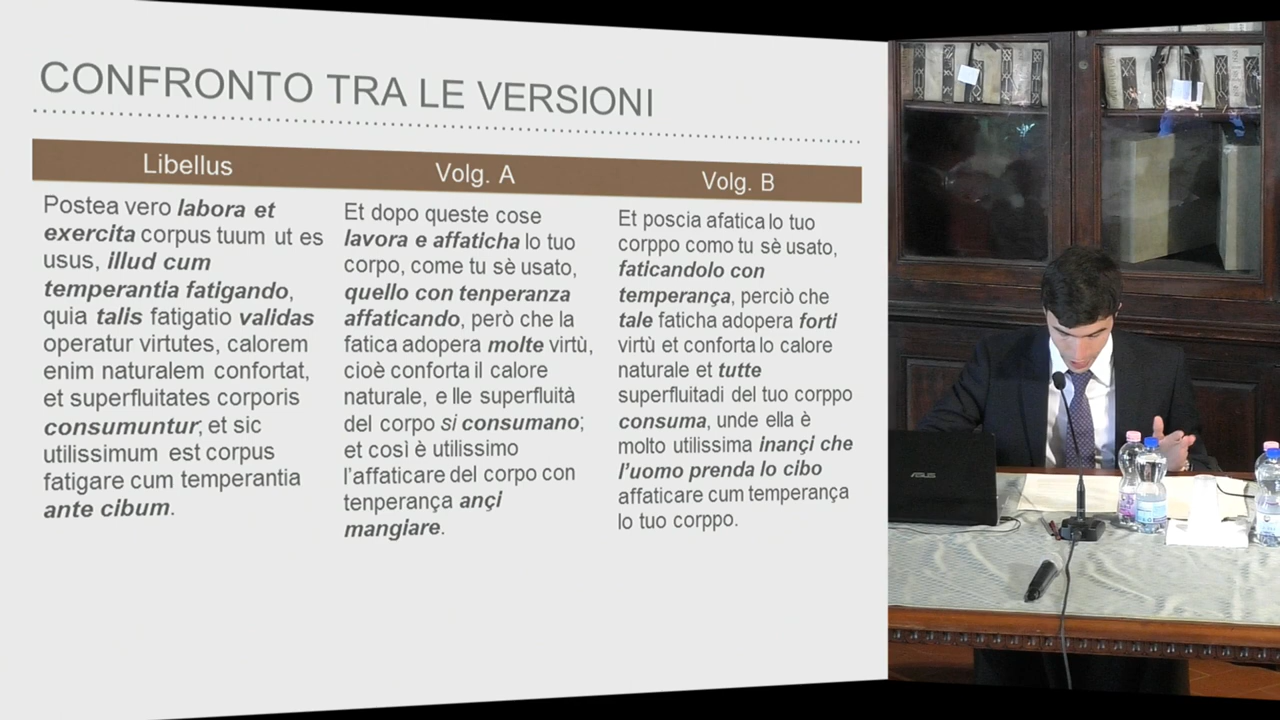 CONFRONTO TRA LE VERSIONI
Libellus
Postea vero labora et
exercita corpus tuum ut es
usus, illud cum
temperantia fatigando,
quia talis fatigatio validas
operatur virtutes, calorem
enim naturalem confortat,
et superfluitates corporis
consumuntur; et sic
utilissimum est corpus
fatigare cum temperantia
ante cibum.
Volg. A
Et dopo queste cose
lavora e affaticha lo tuo
corpo, come tu sè usato,
quello con tenperanza
affaticando, però che la
fatica adopera molte virtù,
cioè conforta il calore
naturale, e lle superfluità
del corpo si consumano;
et così è utilissimo
l'affaticare del corpo con
tenperança ançi
mangiare.
Volg. B
Et poscia afatica lo tuo
corppo como tu sè usato,
faticandolo con
temperança, perciò che
tale faticha adopera forti
virtù et conforta lo calore
naturale et tutte
superfluitadi del tuo corppo
consuma, unde ella è
molto utilissima inançi che
l'uomo prenda lo cibo
affaticare cum temperança
lo tuo corppo.
ASUS